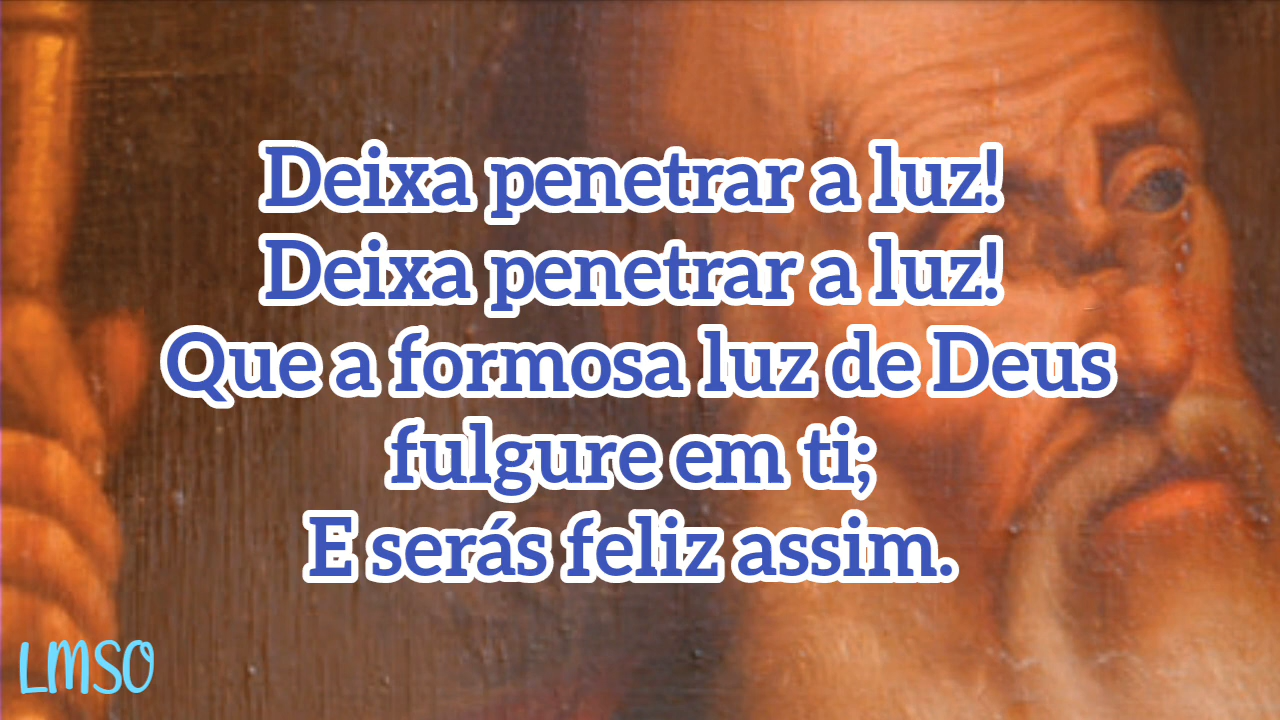 Deixa penetrar a luz!
Deixa penetrar a luz!
Que a formosa luz de Deus
fulgure em ti;
E serás feliz assim.
LMSO